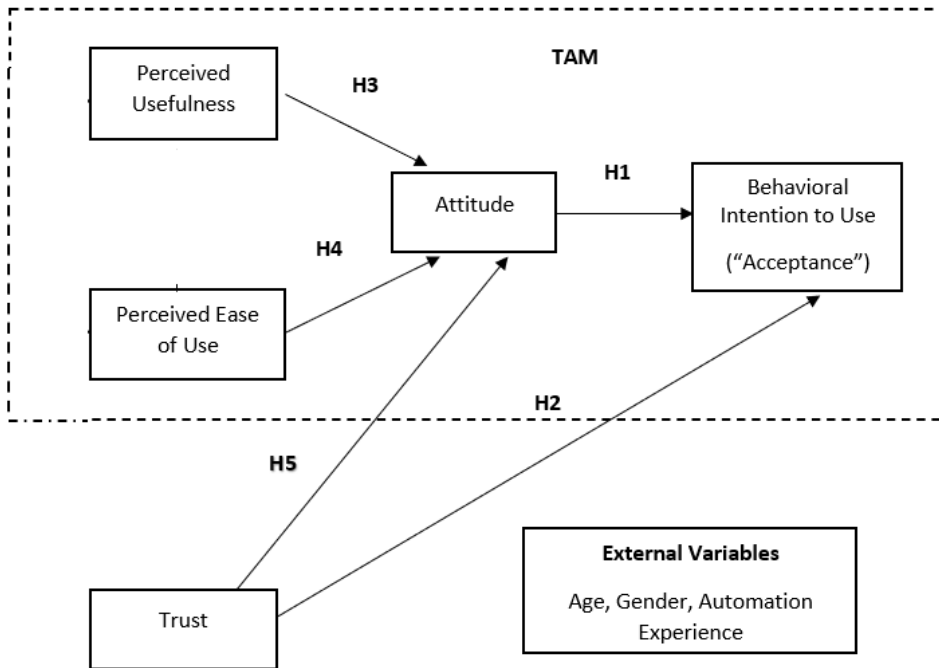 TAM
Perceived
Usefulness
H3
Attitude
H1
Behavioral
Intention to Use
(“Acceptance”)
H4
Perceived Ease
of Use
H2
H5
Trust
External Variables
Age, Gender, Automation
Experience